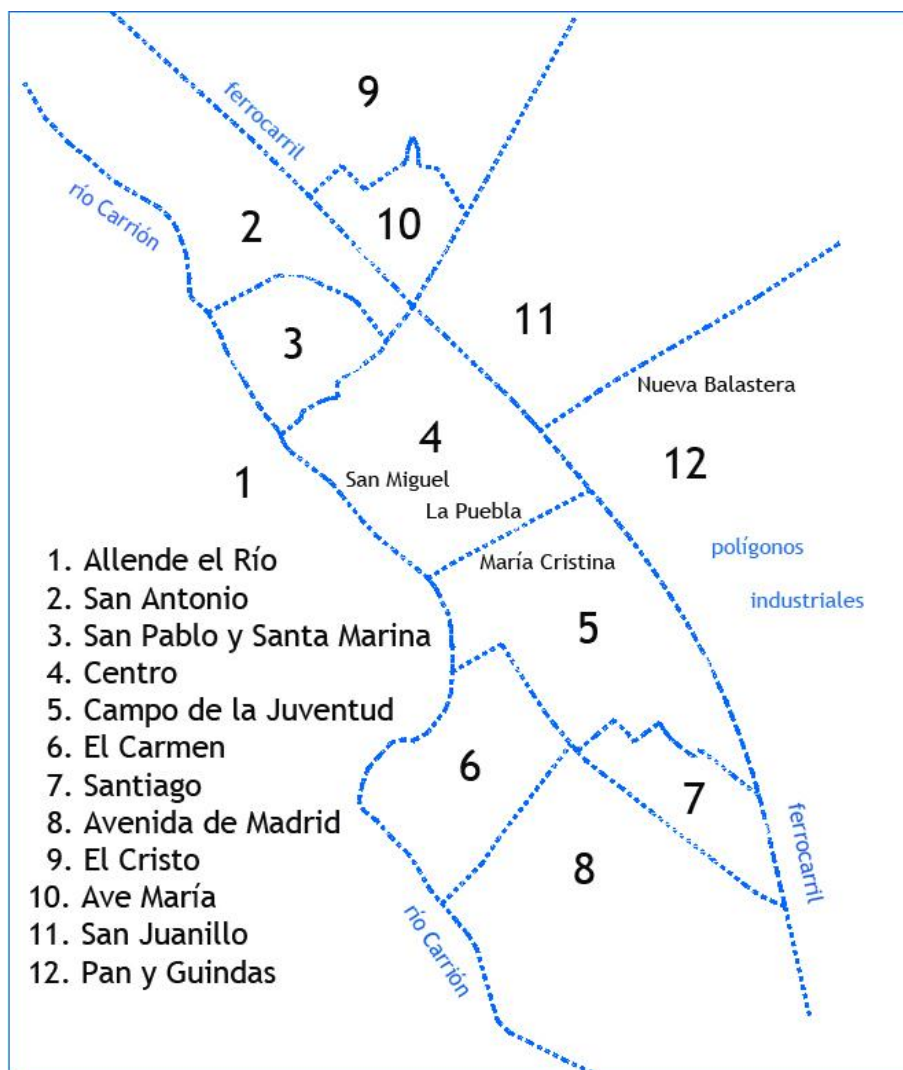 9
ferrocarril
río Carrión
2
10
11
3
Nueva Balastera
4
12
1
San Miguel
La Puebla
polígonos
María Cristina
industriales
5
6
7
ferrocarril
8
río Carrión
1. Allende el Río
2. San Antonio
3. San Pablo y Santa Marina
4. Centro
5. Campo de la Juventud
6. El Carmen
7. Santiago
8. Avenida de Madrid
9. El Cristo
10. Ave María
11. San Juanillo
12. Pan y Guindas